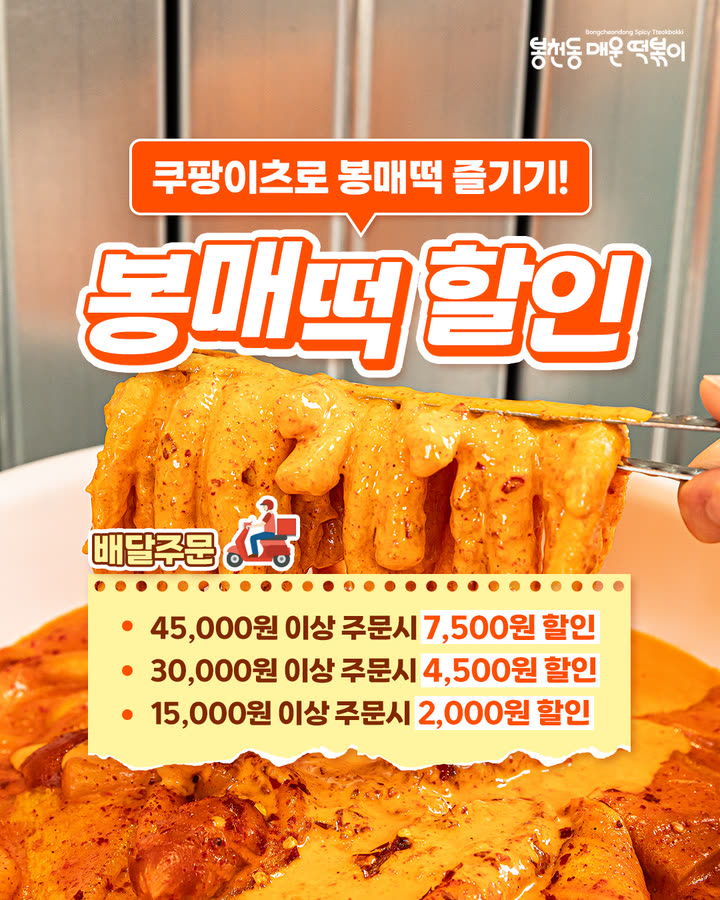 Bongcheondong Spicy Tteokbokki
봉천동 매운 떡볶이
쿠팡이츠로 봉매떡 즐기기!
봉매떡 할인
배달주문
• 45,000원 이상 주문시 7,500원 할인
• 30,000원 이상 주문시 4,500원 할인
• 15,000원 이상 주문시 2,000원 할인